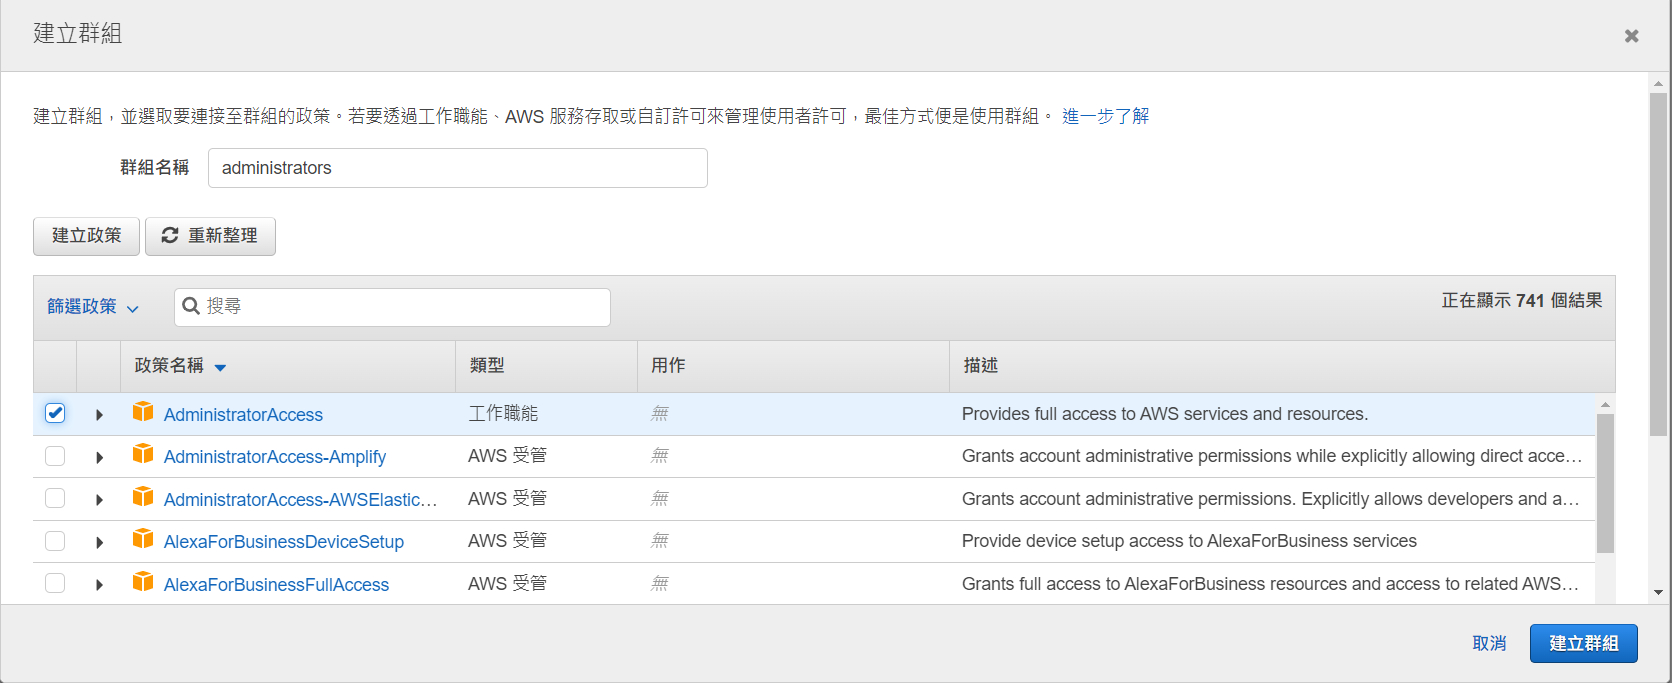 建立群組
建立群組，並選取要連接至群組的政策。若要透過工作職能、AWS 服務存取或自訂許可來管理使用者許可，最佳方式便是使用群組。 進一步了解
群組名稱 administrators
建立政策 重新整理
篩選政策 搜尋 正在顯示 741 個結果
政策名稱 類型 用作 描述
AdministratorAccess 工作職能 無 Provides full access to AWS services and resources.
AdministratorAccess-Amplify AWS 受管 無 Grants account administrative permissions while explicitly allowing direct acce…
AdministratorAccess-AWSElastic… AWS 受管 無 Grants account administrative permissions. Explicitly allows developers and a…
AlexaForBusinessDeviceSetup AWS 受管 無 Provide device setup access to AlexaForBusiness services
AlexaForBusinessFullAccess AWS 受管 無 Grants full access to AlexaForBusiness resources and access to related AWS…
取消 建立群組